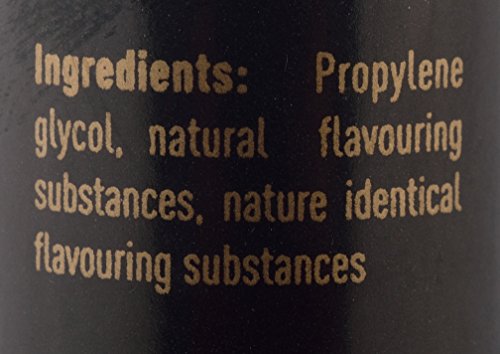 Ingredients: Propylene
glycol, natural flavouring
substances, nature identical
flavouring substances